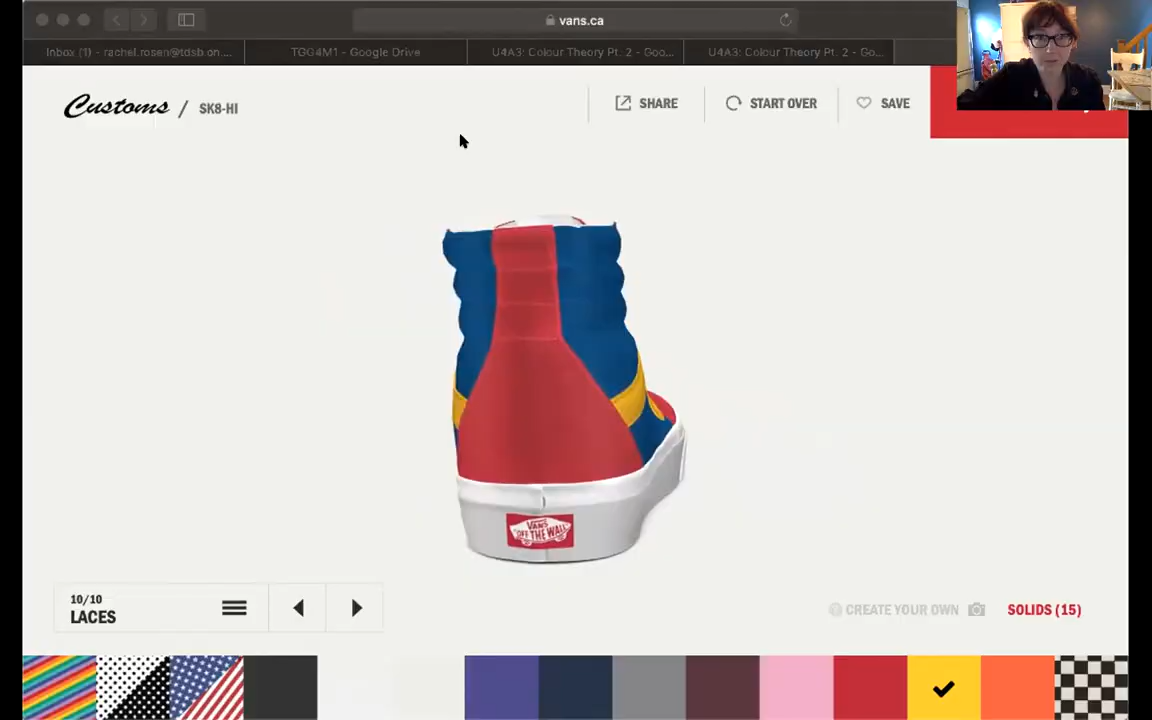 vans.ca
Inbox (1) - rachel.rosen@tdsb on....
TGG4M1 - Google Drive
U4A3: Colour Theory Pt. 2 - Goo...
U4A3: Colour Theory Pt. 2 - Goo...
Customs / SK8-HI
SHARE
START OVER
SAVE
VANS
"OFF THE WALL"
10/10
LACES
CREATE YOUR OWN
SOLIDS (15)